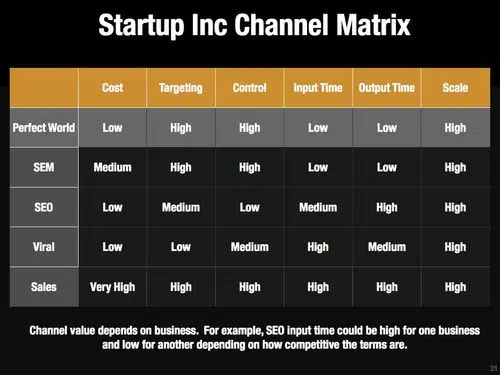 Startup Inc Channel Matrix
Cost Targeting Control Input Time Output Time Scale
Perfect World Low High High Low Low High
SEM Medium High High Low Low High
SEO Low Medium Low Medium High High
Viral Low Low Medium High Medium High
Sales Very High High High High High High
Channel value depends on business. For example, SEO input time could be high for one business
and low for another depending on how competitive the terms are.
21